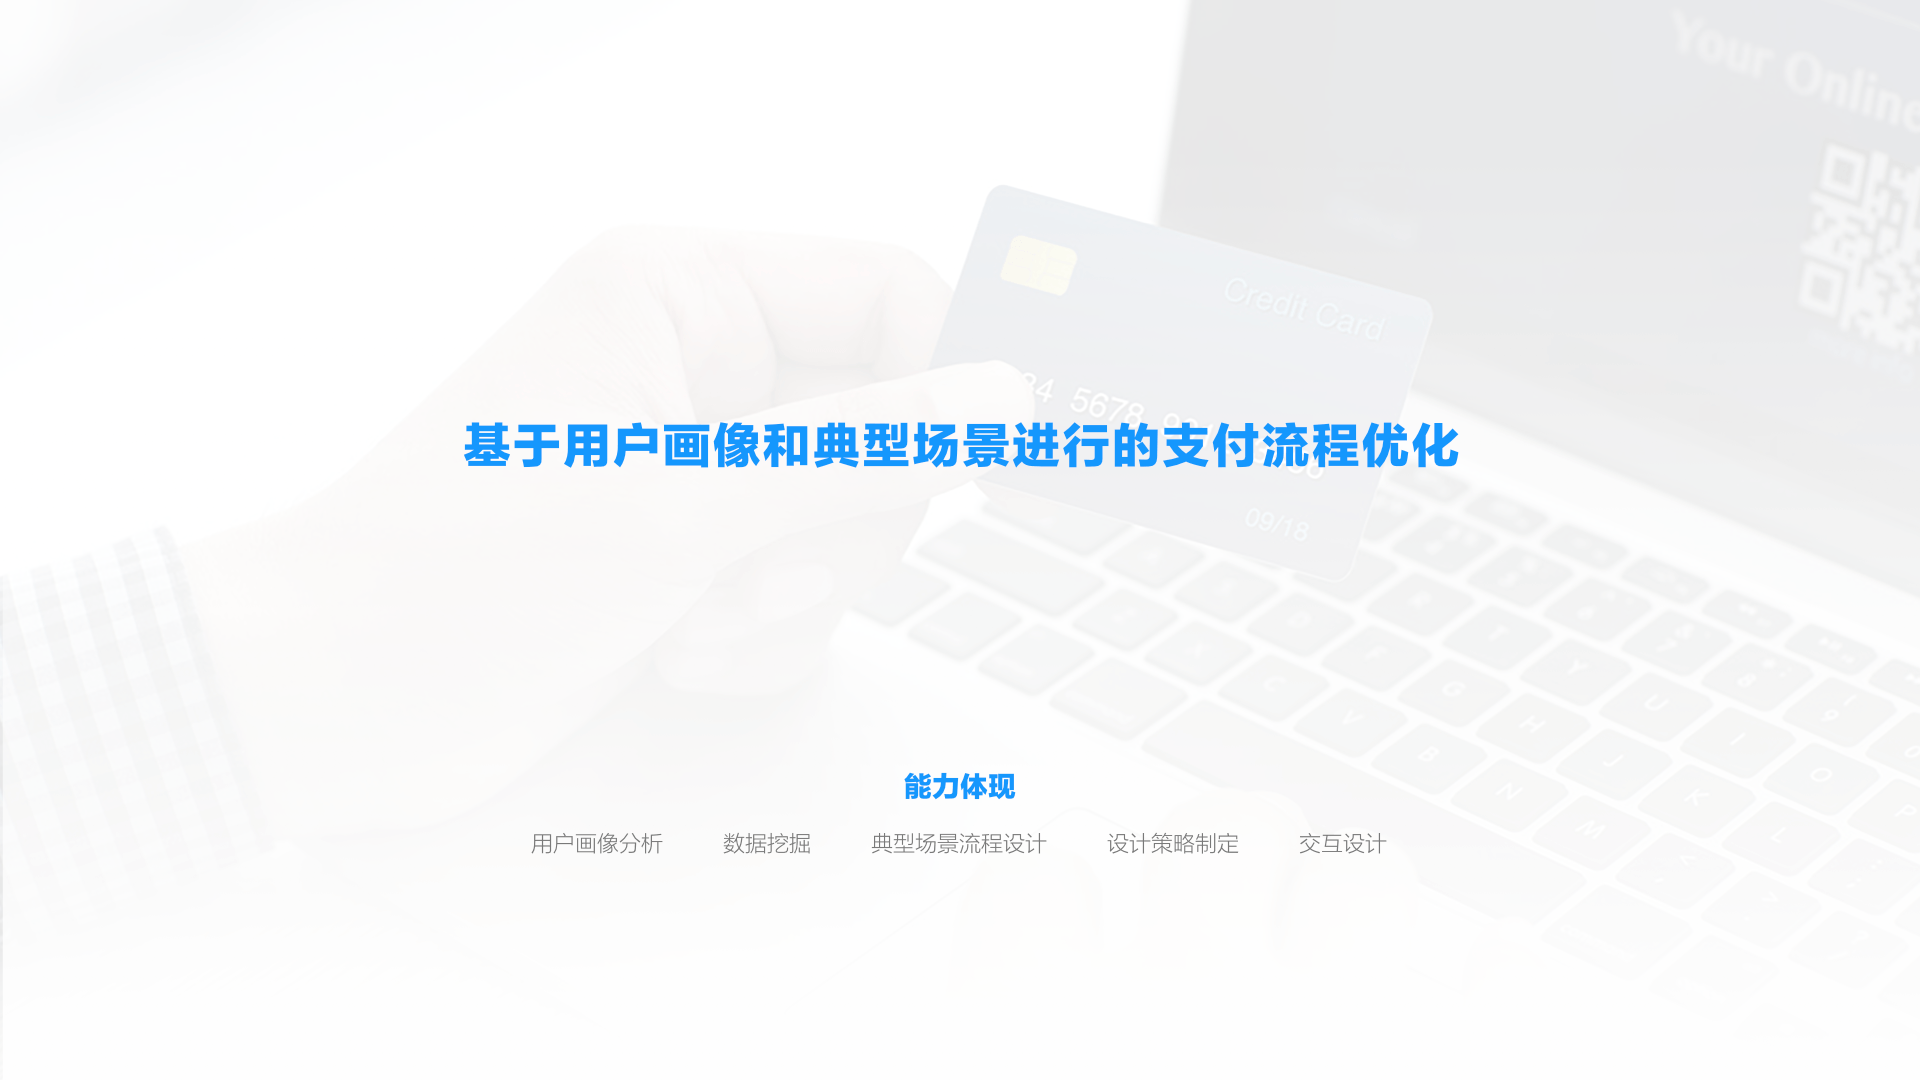 Your Online
Credit Card
34 5678
09/18
基于用户画像和典型场景进行的支付流程优化
能力体现
用户画像分析 数据挖掘 典型场景流程设计 设计策略制定 交互设计